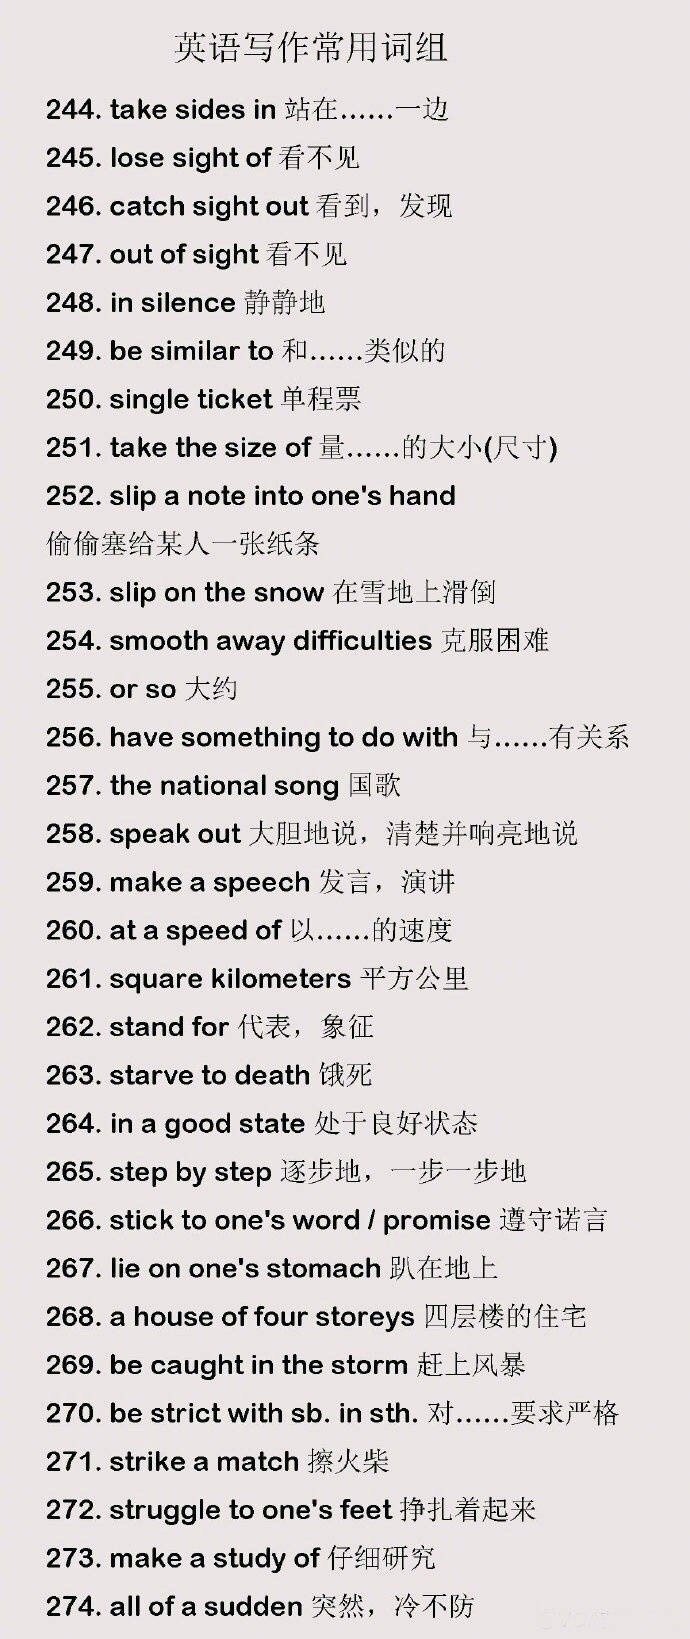 英语写作常用词组
244. take sides in 站在……一边
245. lose sight of 看不见
246. catch sight out 看到，发现
247. out of sight 看不见
248. in silence 静静地
249. be similar to 和……类似的
250. single ticket 单程票
251. take the size of 量……的大小(尺寸)
252. slip a note into one's hand
偷偷塞给某人一张纸条
253. slip on the snow 在雪地上滑倒
254. smooth away difficulties 克服困难
255. or so 大约
256. have something to do with 与……有关系
257. the national song 国歌
258. speak out 大胆地说，清楚并响亮地说
259. make a speech 发言，演讲
260. at a speed of 以……的速度
261. square kilometers 平方公里
262. stand for 代表，象征
263. starve to death 饿死
264. in a good state 处于良好状态
265. step by step 逐步地，一步一步地
266. stick to one's word / promise 遵守诺言
267. lie on one's stomach 趴在地上
268. a house of four storeys 四层楼的住宅
269. be caught in the storm 赶上风暴
270. be strict with sb. in sth. 对……要求严格
271. strike a match 擦火柴
272. struggle to one's feet 挣扎着起来
273. make a study of 仔细研究
274. all of a sudden 突然，冷不防